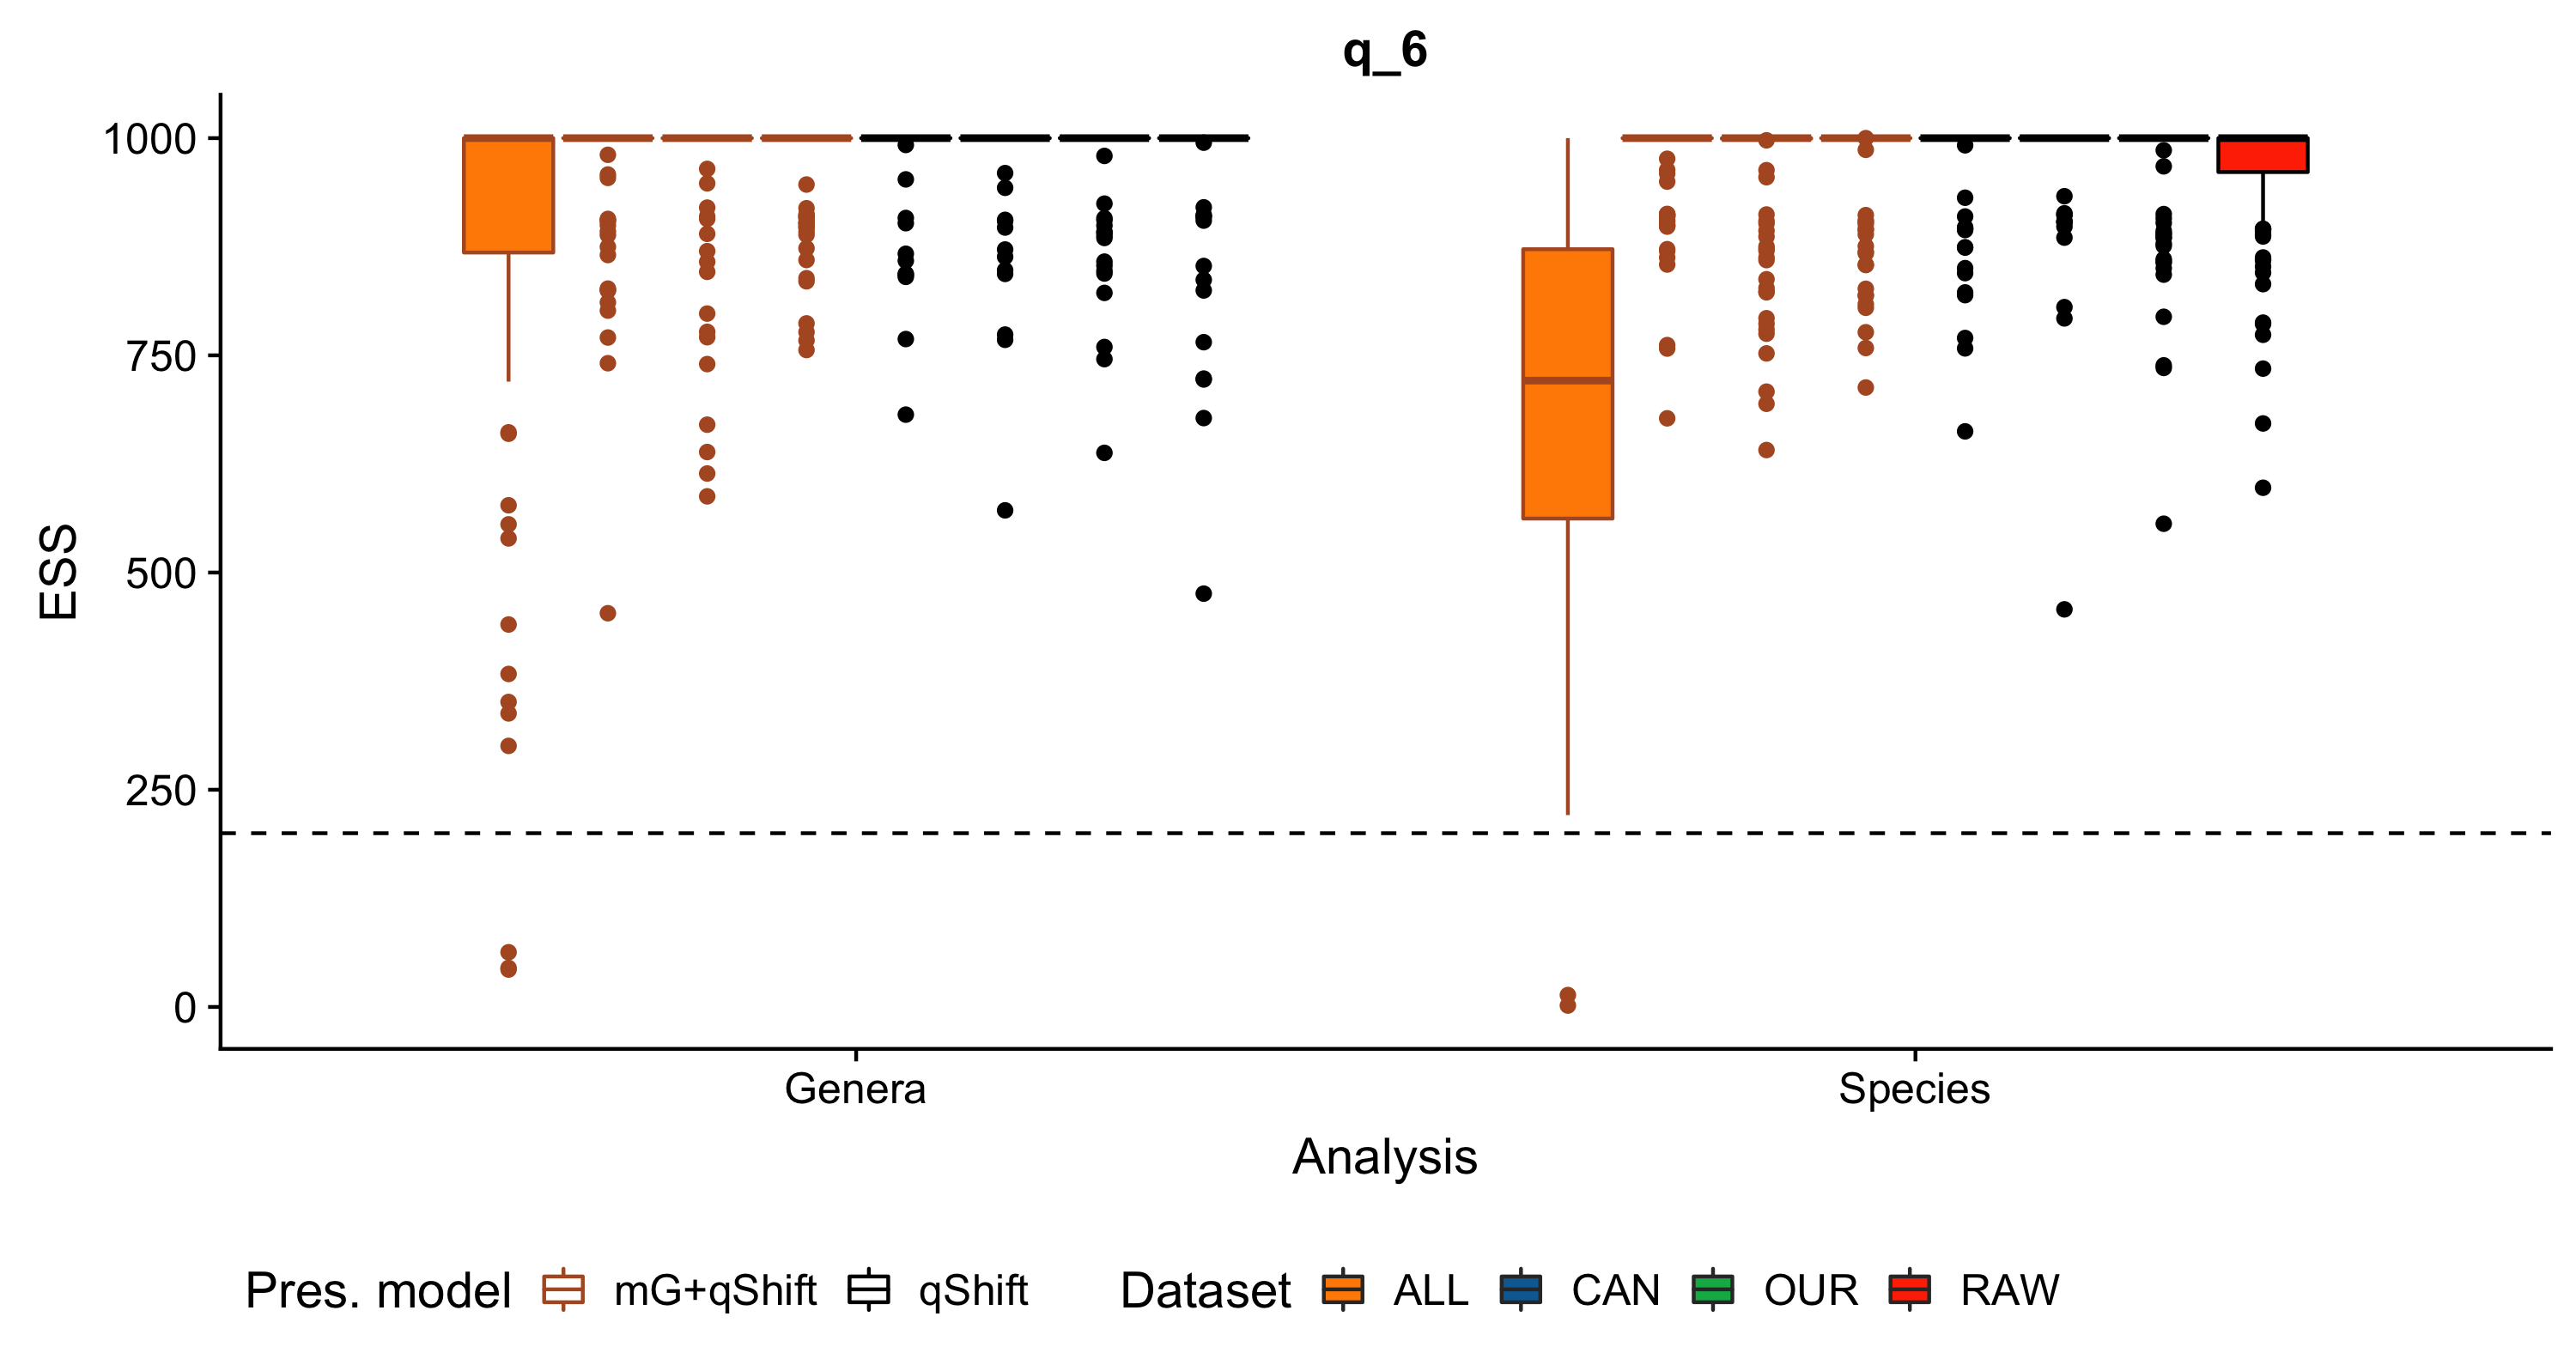 q_6
ESS
1000
750
500
250
0
Genera Species
Analysis
Pres. model mG+qShift qShift Dataset ALL CAN OUR RAW